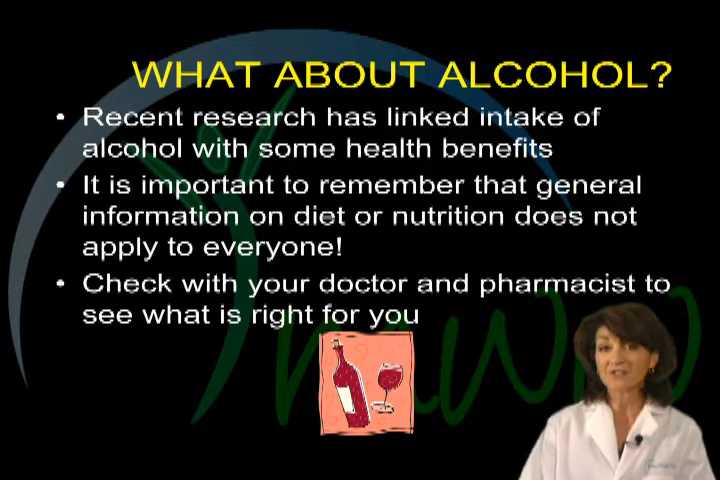 WHAT ABOUT ALCOHOL?
• Recent research has linked intake of
alcohol with some health benefits
• It is important to remember that general
information on diet or nutrition does not
apply to everyone!
• Check with your doctor and pharmacist to
see what is right for you